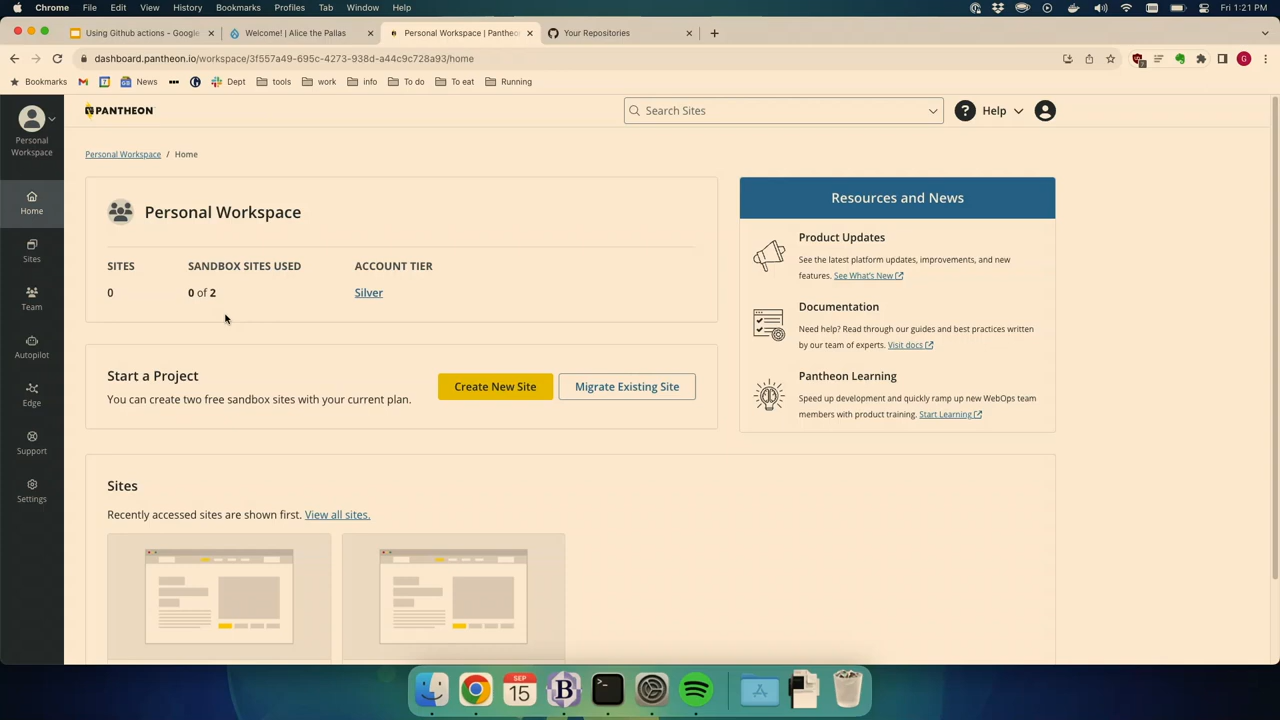 Chrome File Edit View History Bookmarks Profiles Tab Window Help Fri 1:21 PM
Using Github actions - Google Welcome! | Alice the Pallas Personal Workspace | Pantheo Your Repositories
dashboard.pantheon.io/workspace/3f557a49-6905-4273-938d-a44c9c728a93/home
Bookmarks News Dept tools work info To do To eat Running
Personal Workspace
PANTHEON
Search Sites
Help
Personal Workspace / Home
Home
Sites
Team
Autopilot
Edge
Support
Settings
Personal Workspace
SITES SANDBOX SITES USED ACCOUNT TIER
0 0 of 2 Silver
Start a Project
You can create two free sandbox sites with your current plan.
Create New Site
Migrate Existing Site
Sites
Recently accessed sites are shown first. View all sites.
Resources and News
Product Updates
See the latest platform updates, improvements, and new
features. See What's New
Documentation
Need help? Read through our guides and best practices written
by our team of experts. Visit docs
Pantheon Learning
Speed up development and quickly ramp up new WebOps team
members with product training. Start Learning
SEP
15